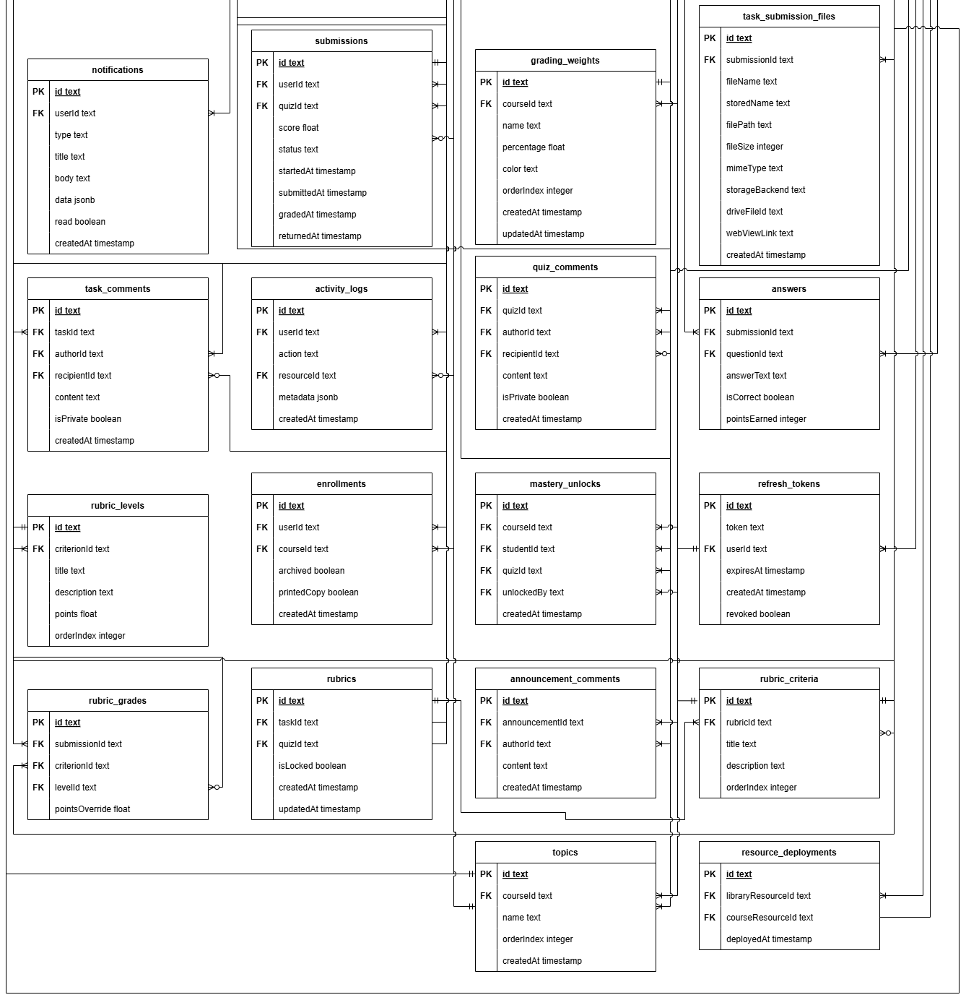 notifications
PK id text
FK userId text
type text
title text
body text
data jsonb
read boolean
createdAt timestamp
submissions
PK id text
FK userId text
FK quizId text
score float
status text
startedAt timestamp
submittedAt timestamp
gradedAt timestamp
returnedAt timestamp
grading_weights
PK id text
FK courseId text
name text
percentage float
color text
orderIndex integer
createdAt timestamp
updatedAt timestamp
task_submission_files
PK id text
FK submissionId text
fileName text
storedName text
filePath text
fileSize integer
mimeType text
storageBackend text
driveFileId text
webViewLink text
createdAt timestamp
task_comments
PK id text
FK taskId text
FK authorId text
FK recipientId text
content text
isPrivate boolean
createdAt timestamp
activity_logs
PK id text
FK userId text
action text
FK resourceId text
metadata jsonb
createdAt timestamp
quiz_comments
PK id text
FK quizId text
FK authorId text
FK recipientId text
content text
isPrivate boolean
createdAt timestamp
answers
PK id text
FK submissionId text
FK questionId text
answerText text
isCorrect boolean
pointsEarned integer
rubric_levels
PK id text
FK criterionId text
title text
description text
points float
orderIndex integer
enrollments
PK id text
FK userId text
FK courseId text
archived boolean
printedCopy boolean
createdAt timestamp
mastery_unlocks
PK id text
FK courseId text
FK studentId text
FK quizId text
FK unlockedBy text
createdAt timestamp
refresh_tokens
PK id text
token text
FK userId text
expiresAt timestamp
createdAt timestamp
revoked boolean
rubric_grades
PK id text
FK submissionId text
FK criterionId text
FK levelId text
pointsOverride float
rubrics
PK id text
FK taskId text
FK quizId text
isLocked boolean
createdAt timestamp
updatedAt timestamp
announcement_comments
PK id text
FK announcementId text
FK authorId text
content text
createdAt timestamp
rubric_criteria
PK id text
FK rubricId text
title text
description text
orderIndex integer
topics
PK id text
FK courseId text
name text
orderIndex integer
createdAt timestamp
resource_deployments
PK id text
FK libraryResourceId text
FK courseResourceId text
deployedAt timestamp